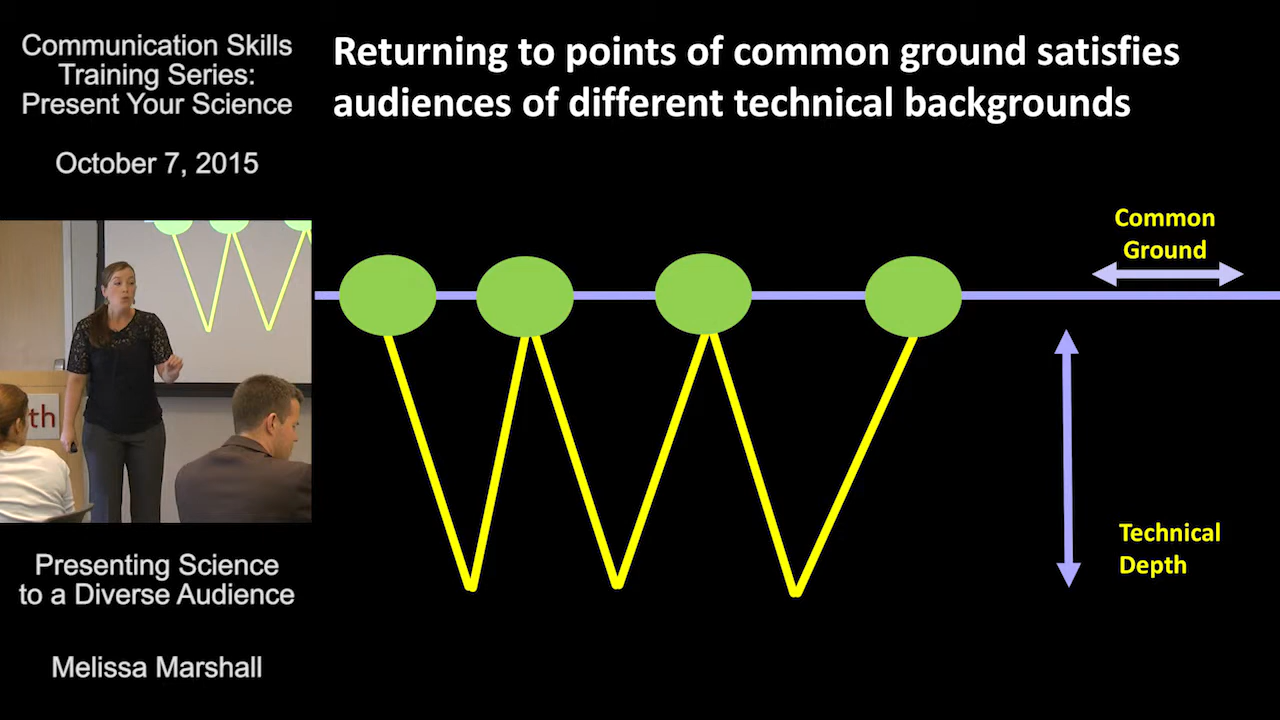 Communication Skills
Training Series:
Present Your Science
October 7, 2015
Returning to points of common ground satisfies
audiences of different technical backgrounds
Common
Ground
Technical
Depth
th
Presenting Science
to a Diverse Audience
Melissa Marshall